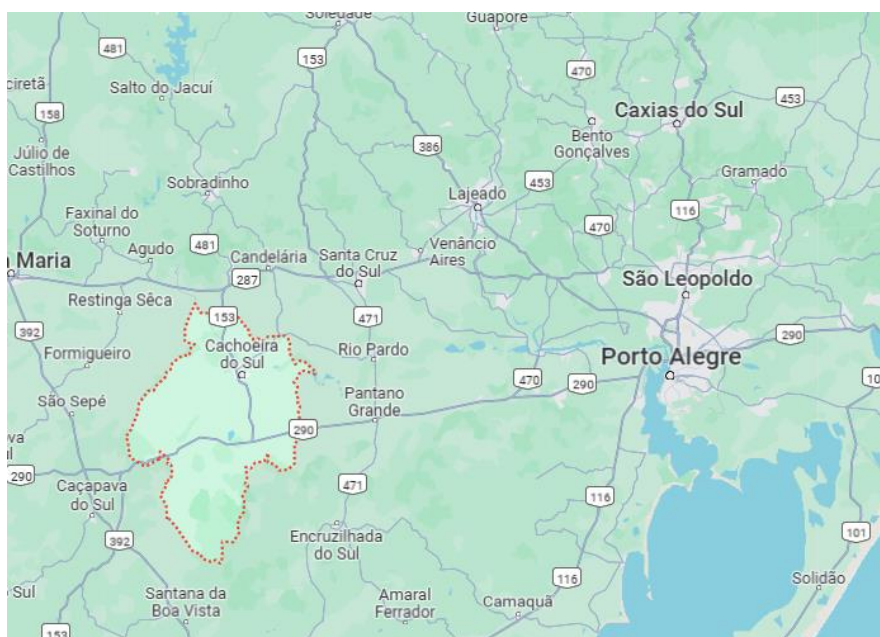 Soledade
Guaporé
481
153
470
ciretã
Salto do Jacuí
Caxias do Sul
453
158
Bento
Gonçalves
Júlio de
Castilhos
386
Gramado
Sobradinho
Lajeado
453
116
Faxinal do
Soturno
470
481
Venâncio
Aires
Agudo
Candelária
Santa Cruz
do Sul
Maria
287
São Leopoldo
Restinga Sêca
153
471
392
290
Cachoeira
do Sul
Rio Pardo
Formigueiro
Porto Alegre
470
290
10
Pantano
Grande
São Sepé
290
290
Caçapava
do Sul
471
116
392
Encruzilhada
do Sul
101
116
Solidão
Sul
Santana da
Boa Vista
Amaral
Ferrador
Camaquã
153